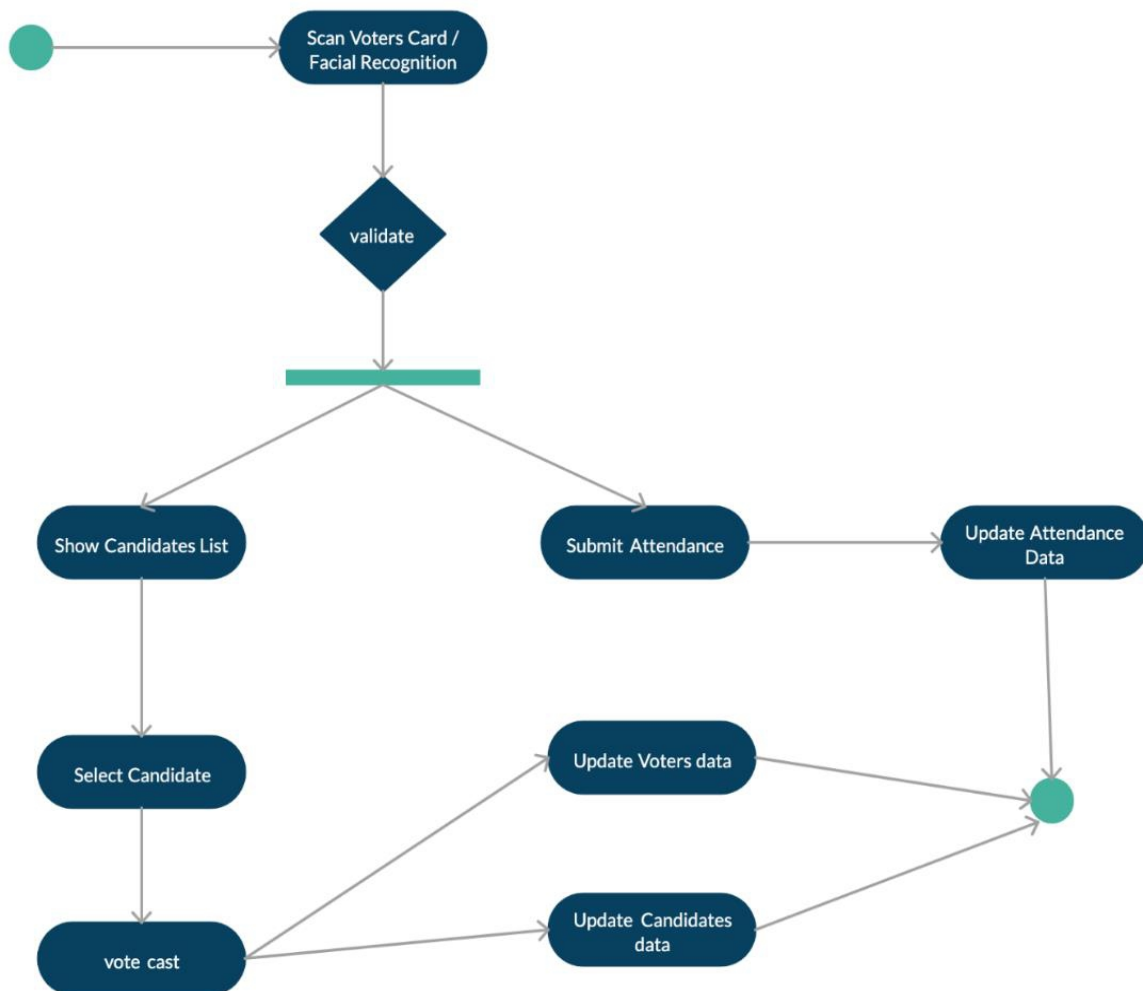 Scan Voters Card /
Facial Recognition
validate
Show Candidates List
Submit Attendance
Update Attendance
Data
Select Candidate
Update Voters data
vote cast
Update Candidates
data